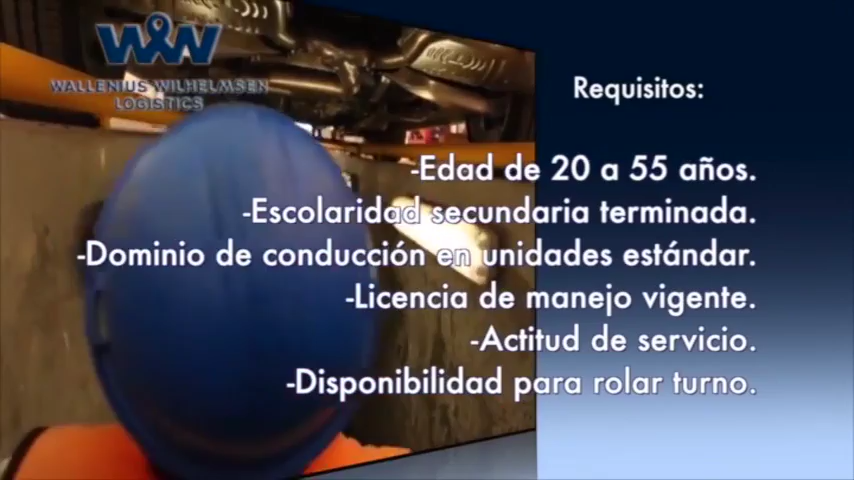 WALLENIUS WILHELMSEN
LOGISTICS
Requisitos:
-Edad de 20 a 55 años.
-Escolaridad secundaria terminada.
-Dominio de conducción en unidades estándar.
-Licencia de manejo vigente.
-Actitud de servicio.
-Disponibilidad para rolar turno.